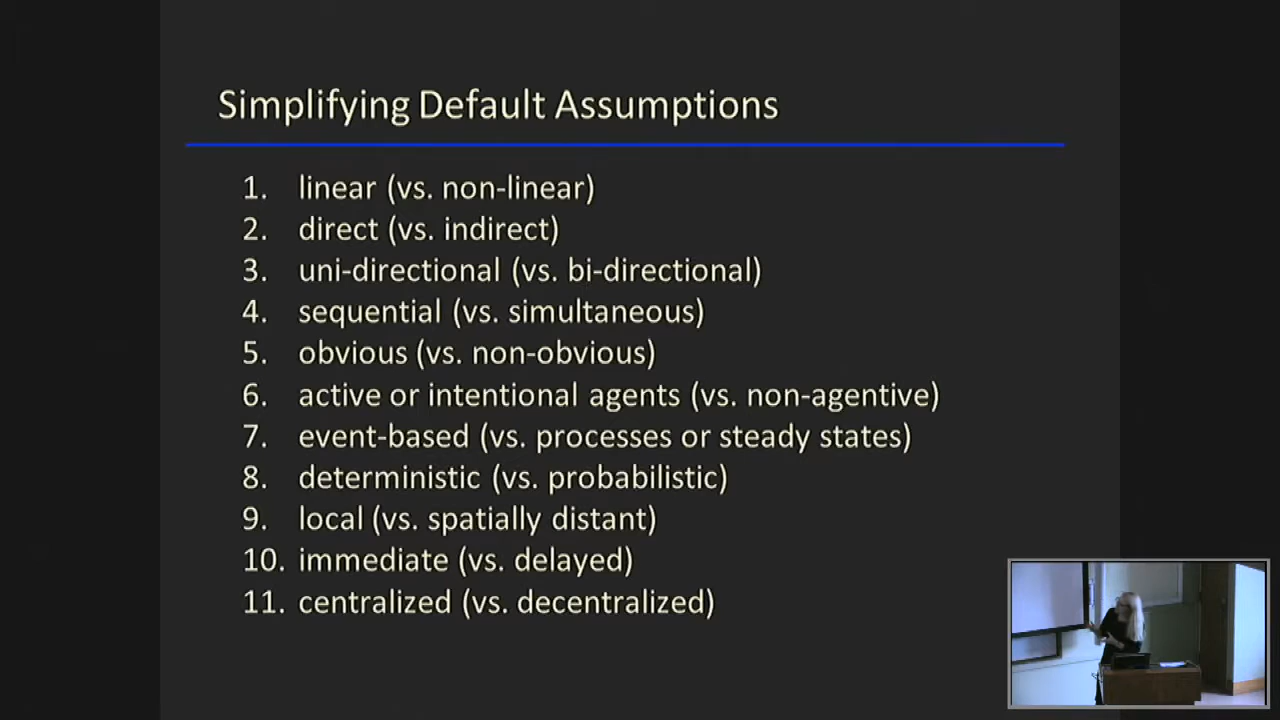 Simplifying Default Assumptions
1. linear (vs. non-linear)
2. direct (vs. indirect)
3. uni-directional (vs. bi-directional)
4. sequential (vs. simultaneous)
5. obvious (vs. non-obvious)
6. active or intentional agents (vs. non-agentive)
7. event-based (vs. processes or steady states)
8. deterministic (vs. probabilistic)
9. local (vs. spatially distant)
10. immediate (vs. delayed)
11. centralized (vs. decentralized)